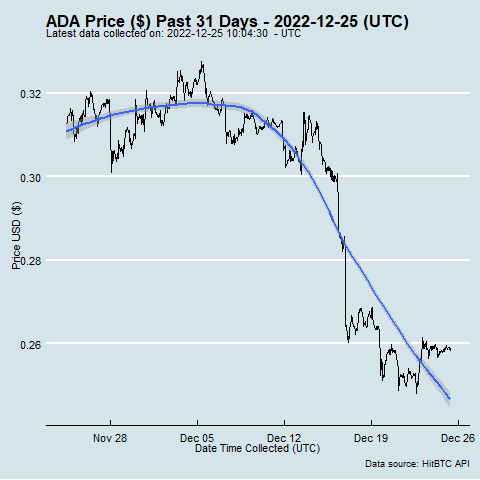 ADA Price ($) Past 31 Days - 2022-12-25 (UTC)
Latest data collected on: 2022-12-25 10:04:30 - UTC
0.32
0.30
0.28
0.26
Price USD ($)
Nov 28
Dec 05
Dec 12
Dec 19
Dec 26
Date Time Collected (UTC)
Data source: HitBTC API